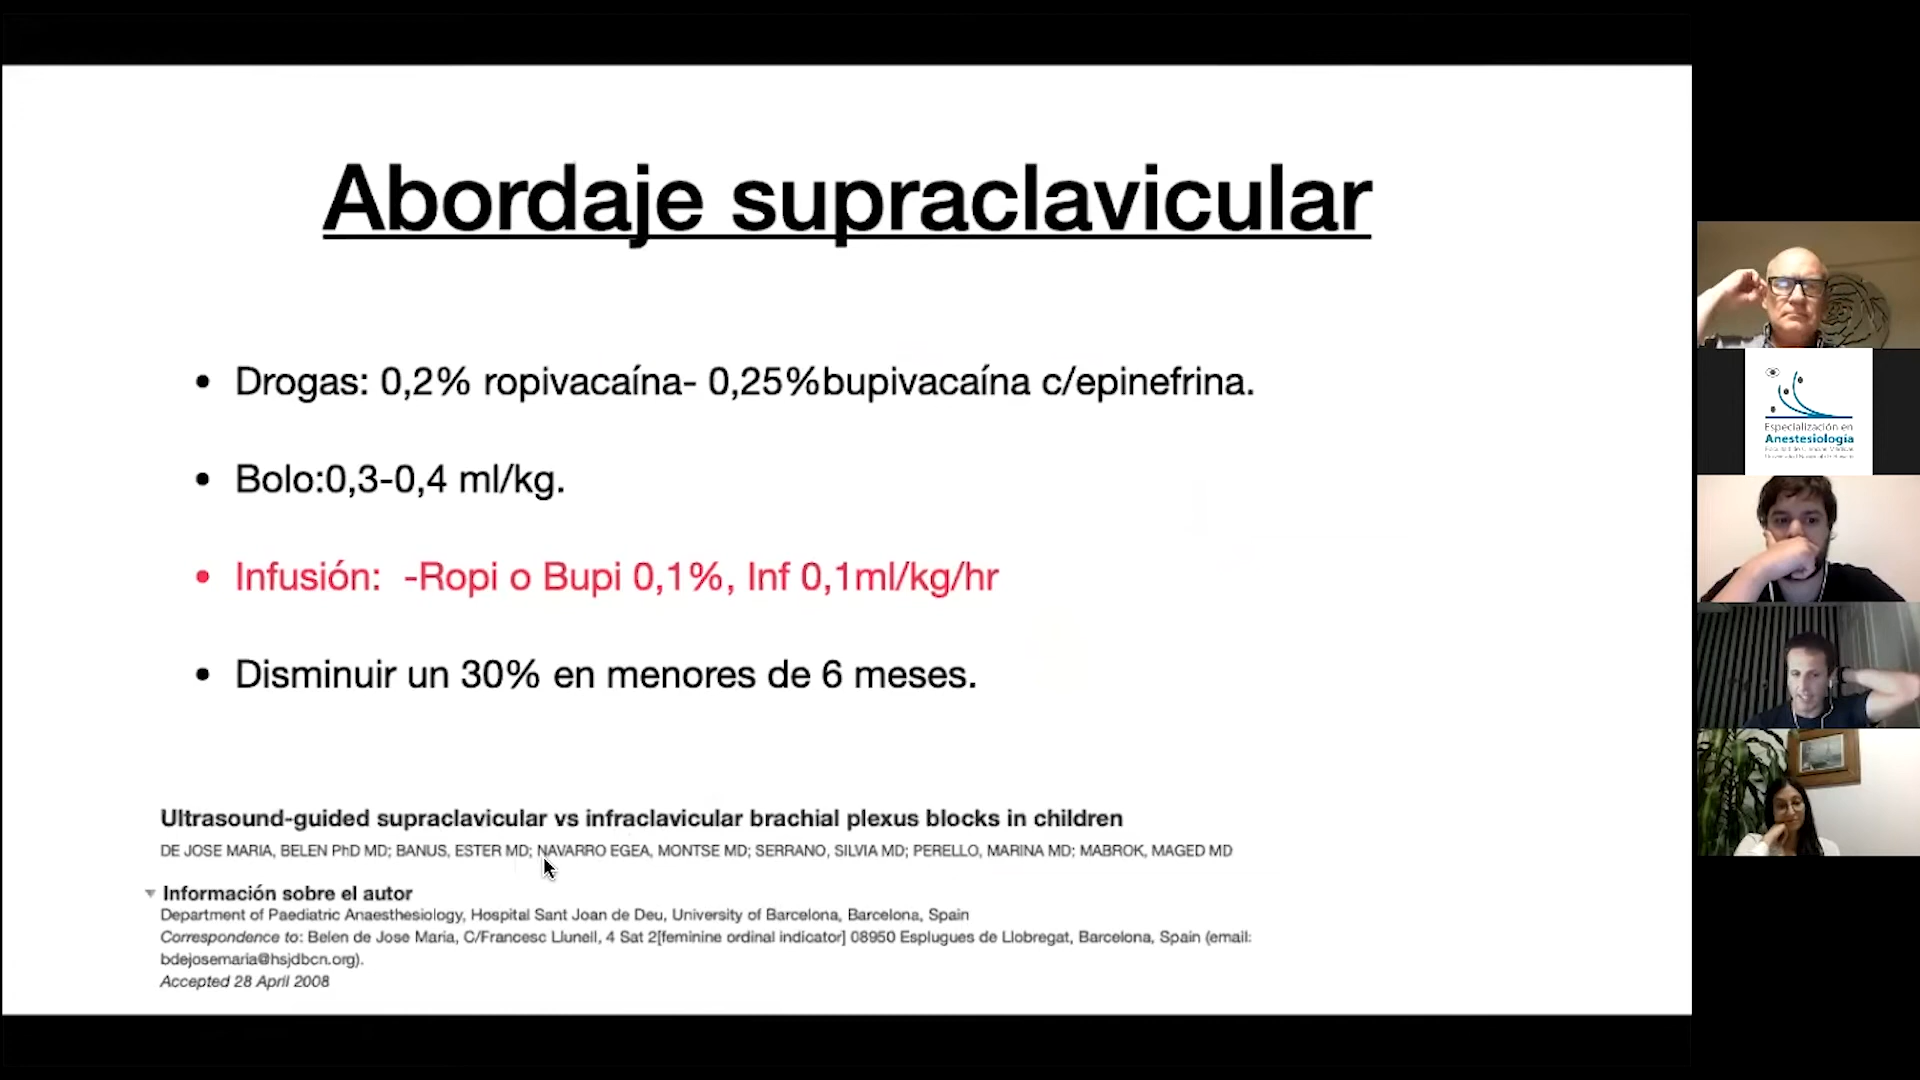 Abordaje supraclavicular
• Drogas: 0,2% ropivacaína- 0,25%bupivacaína c/epinefrina.
• Bolo:0,3-0,4 ml/kg.
• Infusión: -Ropi o Bupi 0,1%, Inf 0,1ml/kg/hr
• Disminuir un 30% en menores de 6 meses.
Ultrasound-guided supraclavicular vs infraclavicular brachial plexus blocks in children
DE JOSE MARIA, BELEN PhD MD; BANUS, ESTER MD; NAVARRO EGEA, MONTSE MD; SERRANO, SILVIA MD; PERELLO, MARINA MD; MABROK, MAGED MD
Información sobre el autor
Department of Paediatric Anaesthesiology, Hospital Sant Joan de Deu, University of Barcelona, Barcelona, Spain
Correspondence to: Belen de Jose Maria, C/Francesc Llunell, 4 Sat 2[feminine ordinal indicator] 08950 Esplugues de Llobregat, Barcelona, Spain (email:
bdejosemaria@hsjdbcn.org).
Accepted 28 April 2008
Especialización en
Anestesiología